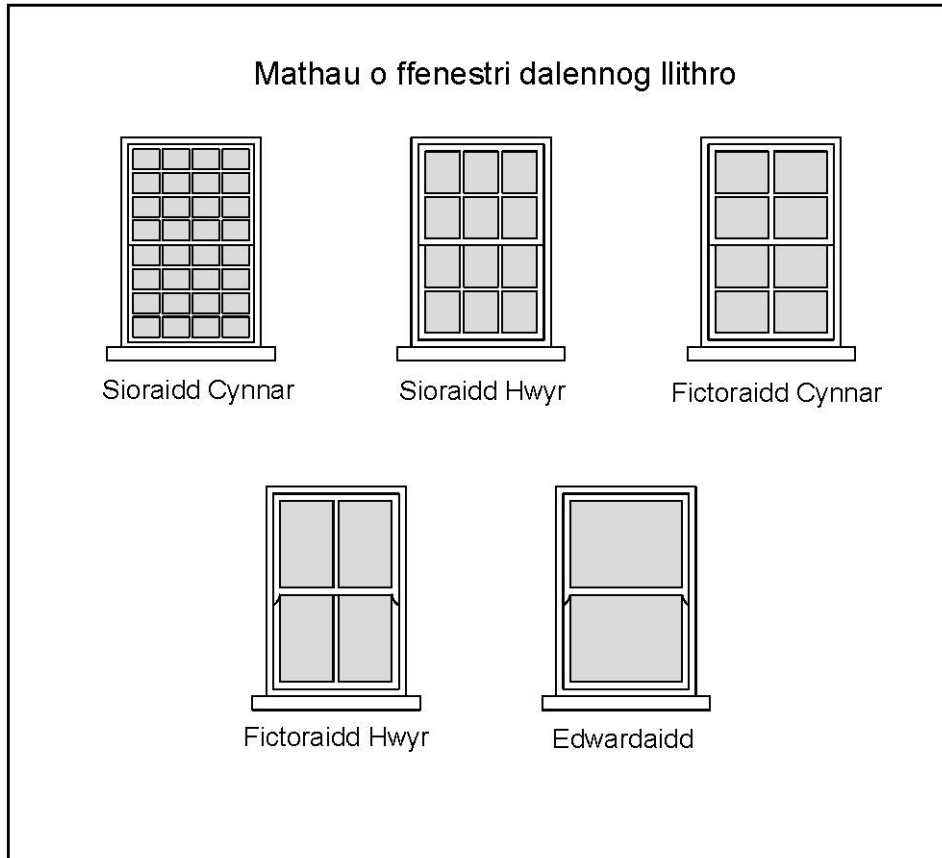 Mathau o ffenestri dalennog llithro
Sioraidd Cynnar
Sioraidd Hwyr
Fictoraidd Cynnar
Fictoraidd Hwyr
Edwardaidd